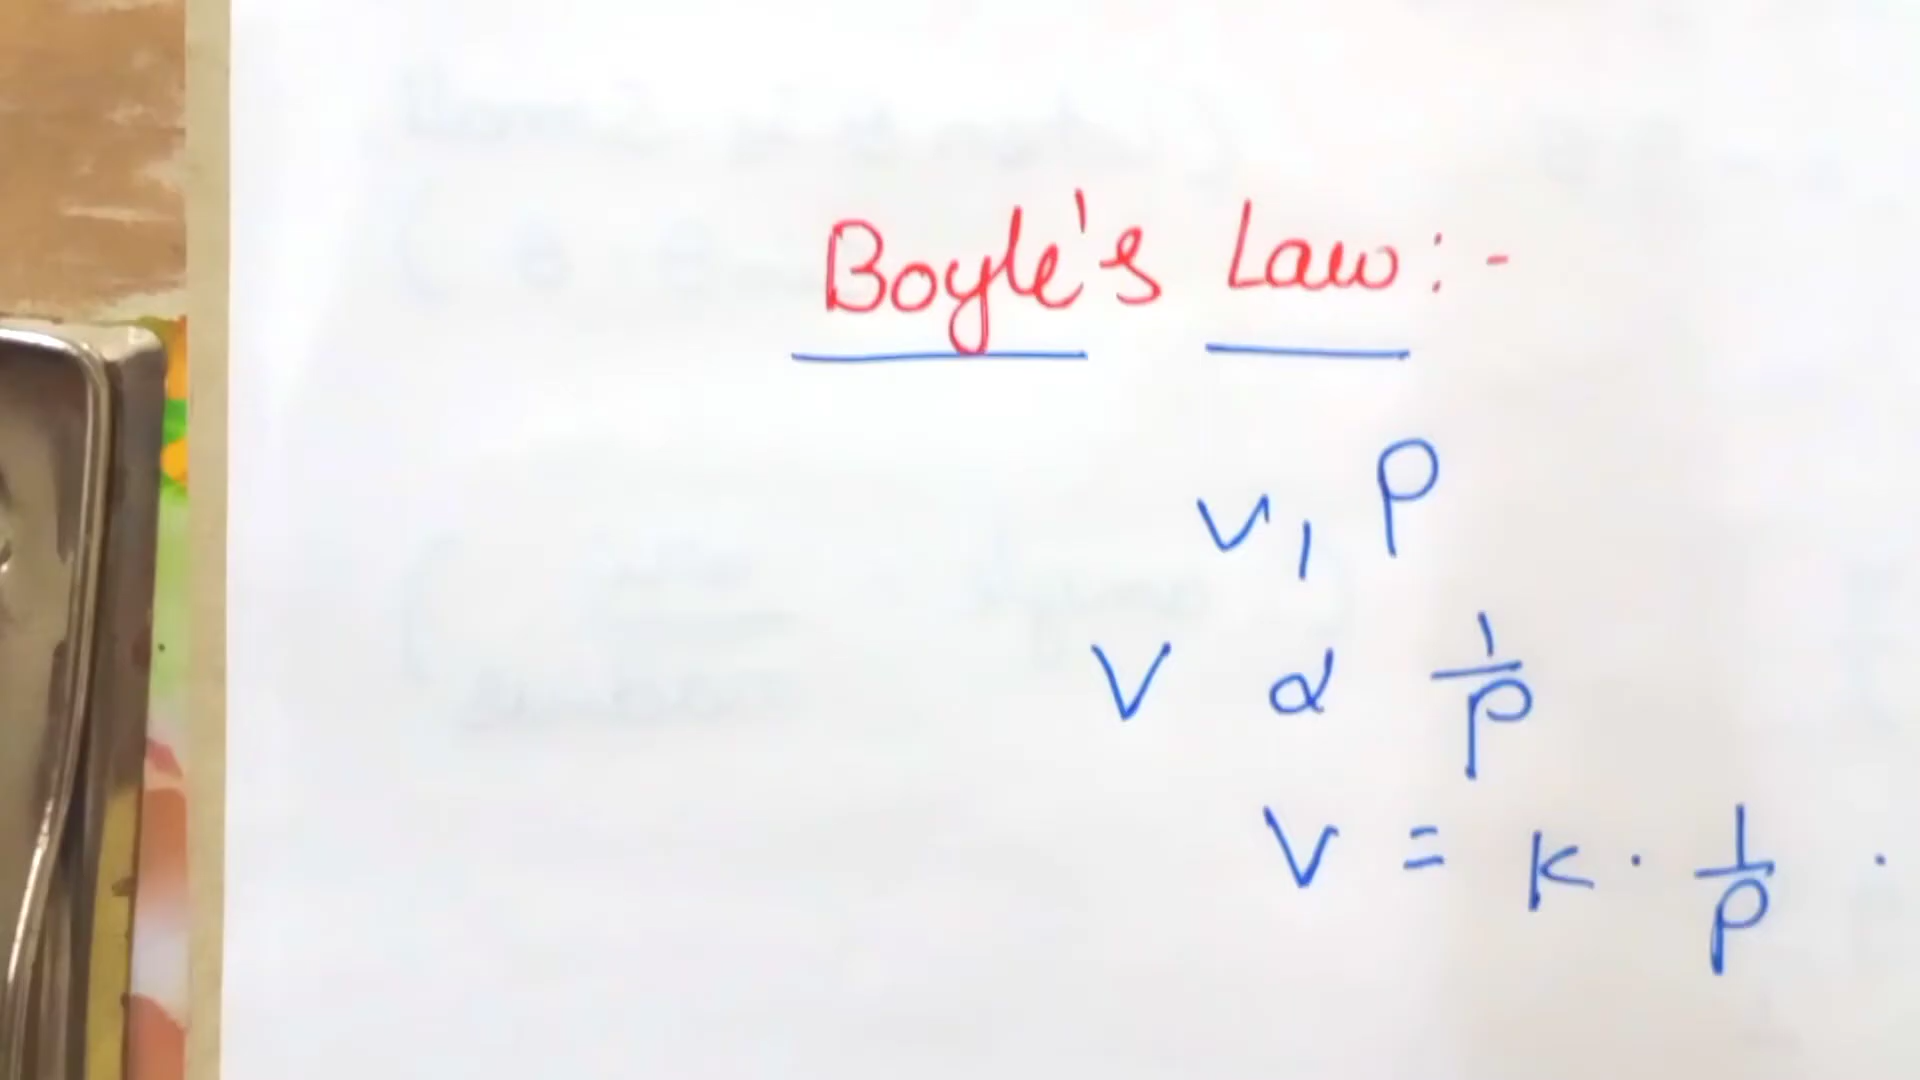 Boyle's Law :-
V, P
V α 1/P
V = K · 1/P ·